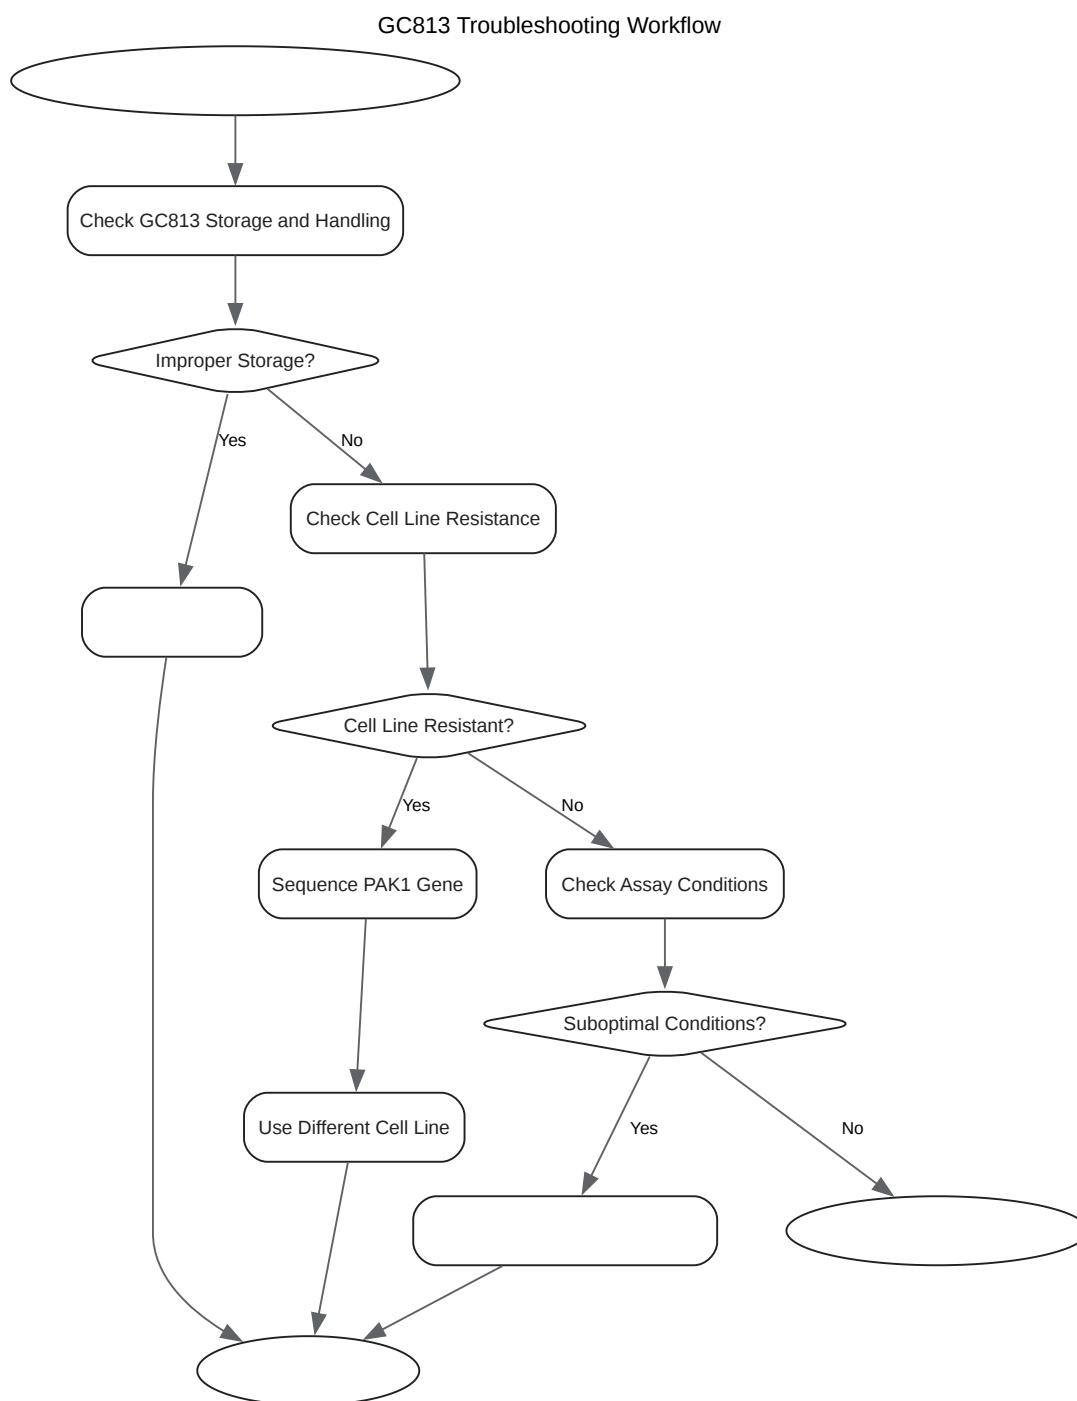 GC813 Troubleshooting Workflow
Check GC813 Storage and Handling
Improper Storage?
Yes
No
Check Cell Line Resistance
Cell Line Resistant?
Yes
No
Sequence PAK1 Gene
Check Assay Conditions
Suboptimal Conditions?
Use Different Cell Line
Yes
No